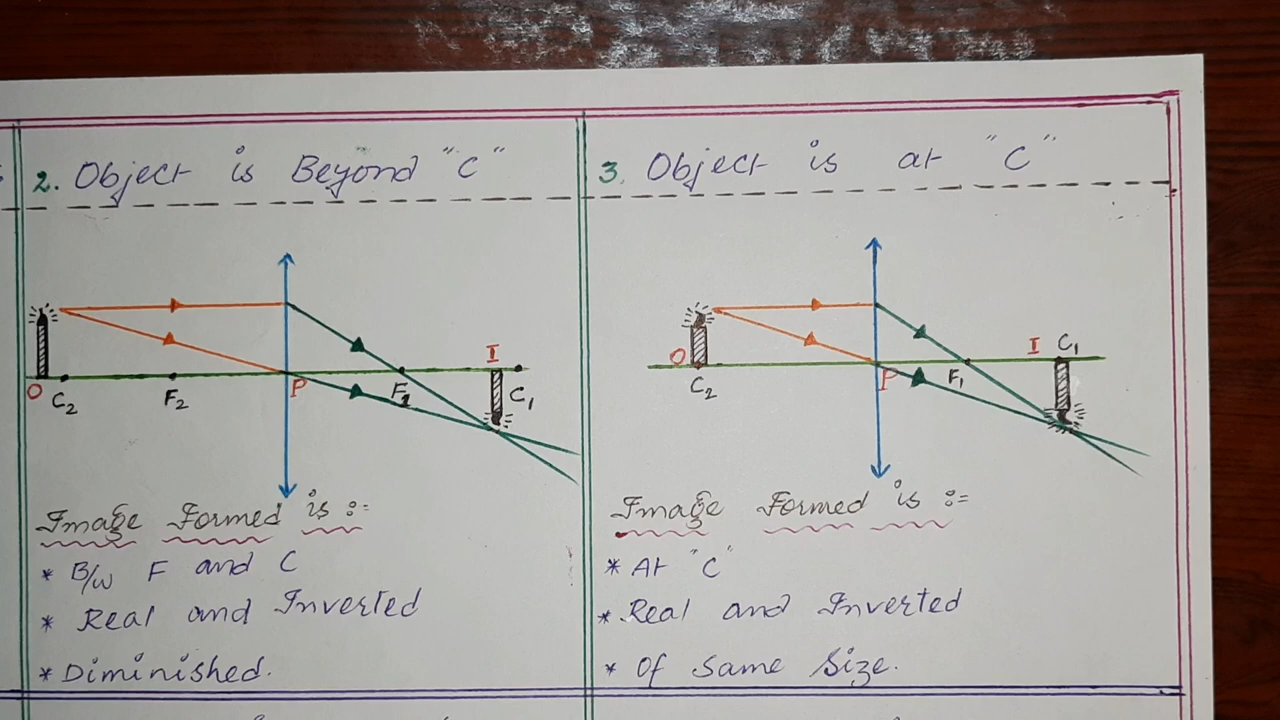 2. Object is Beyond "C"
O
C₂
F₂
P
F₁
I
C₁
Image Formed is :-
* B/w F and C
* Real and Inverted
* Diminished.
3. Object is at "C"
O
C₂
P
F₁
I
C₁
Image Formed is :=
* At "C"
* Real and Inverted
* Of Same Size.